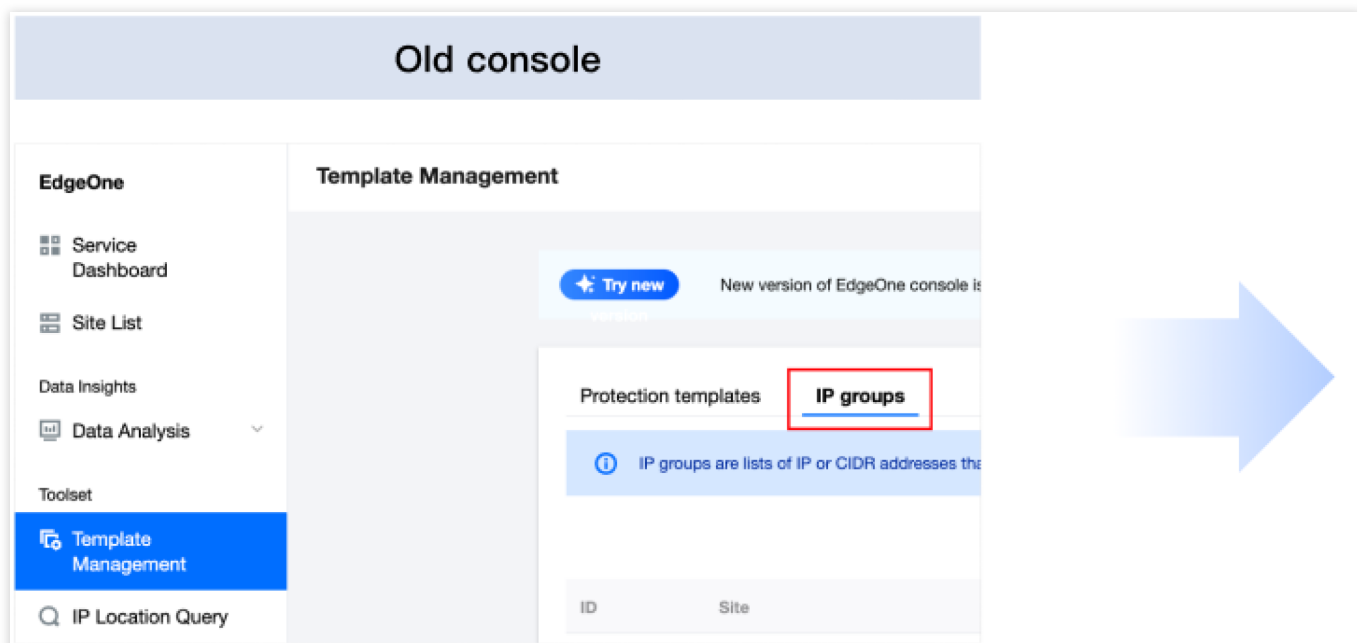 Old console
EdgeOne
Service
Dashboard
Site List
Data Insights
Data Analysis
Toolset
Template
Management
IP Location Query
Template Management
Try new
version
New version of EdgeOne console is
Protection templates
IP groups
IP groups are lists of IP or CIDR addresses tha
ID
Site